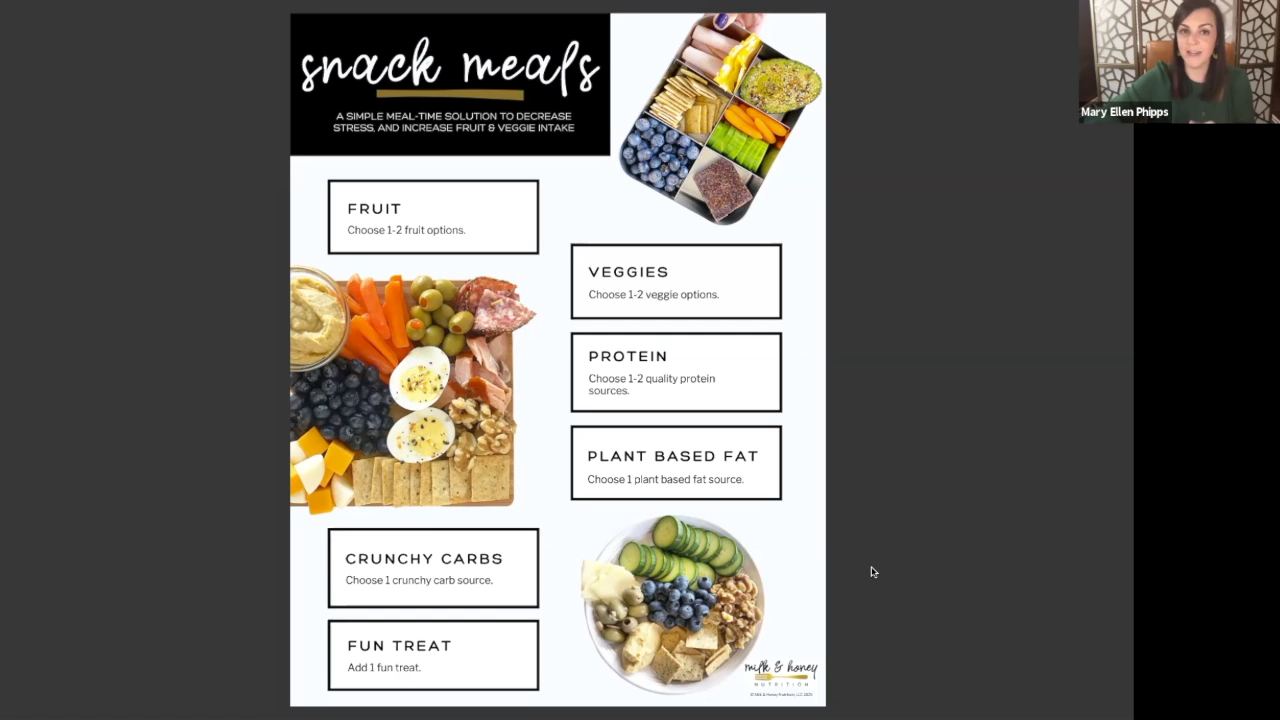 snack meals
A SIMPLE MEAL-TIME SOLUTION TO DECREASE
STRESS, AND INCREASE FRUIT & VEGGIE INTAKE
Mary Ellen Phipps
FRUIT
Choose 1-2 fruit options.
VEGGIES
Choose 1-2 veggie options.
PROTEIN
Choose 1-2 quality protein
sources.
PLANT BASED FAT
Choose 1 plant based fat source.
CRUNCHY CARBS
Choose 1 crunchy carb source.
FUN TREAT
Add 1 fun treat.
milk & honey
NUTRITION